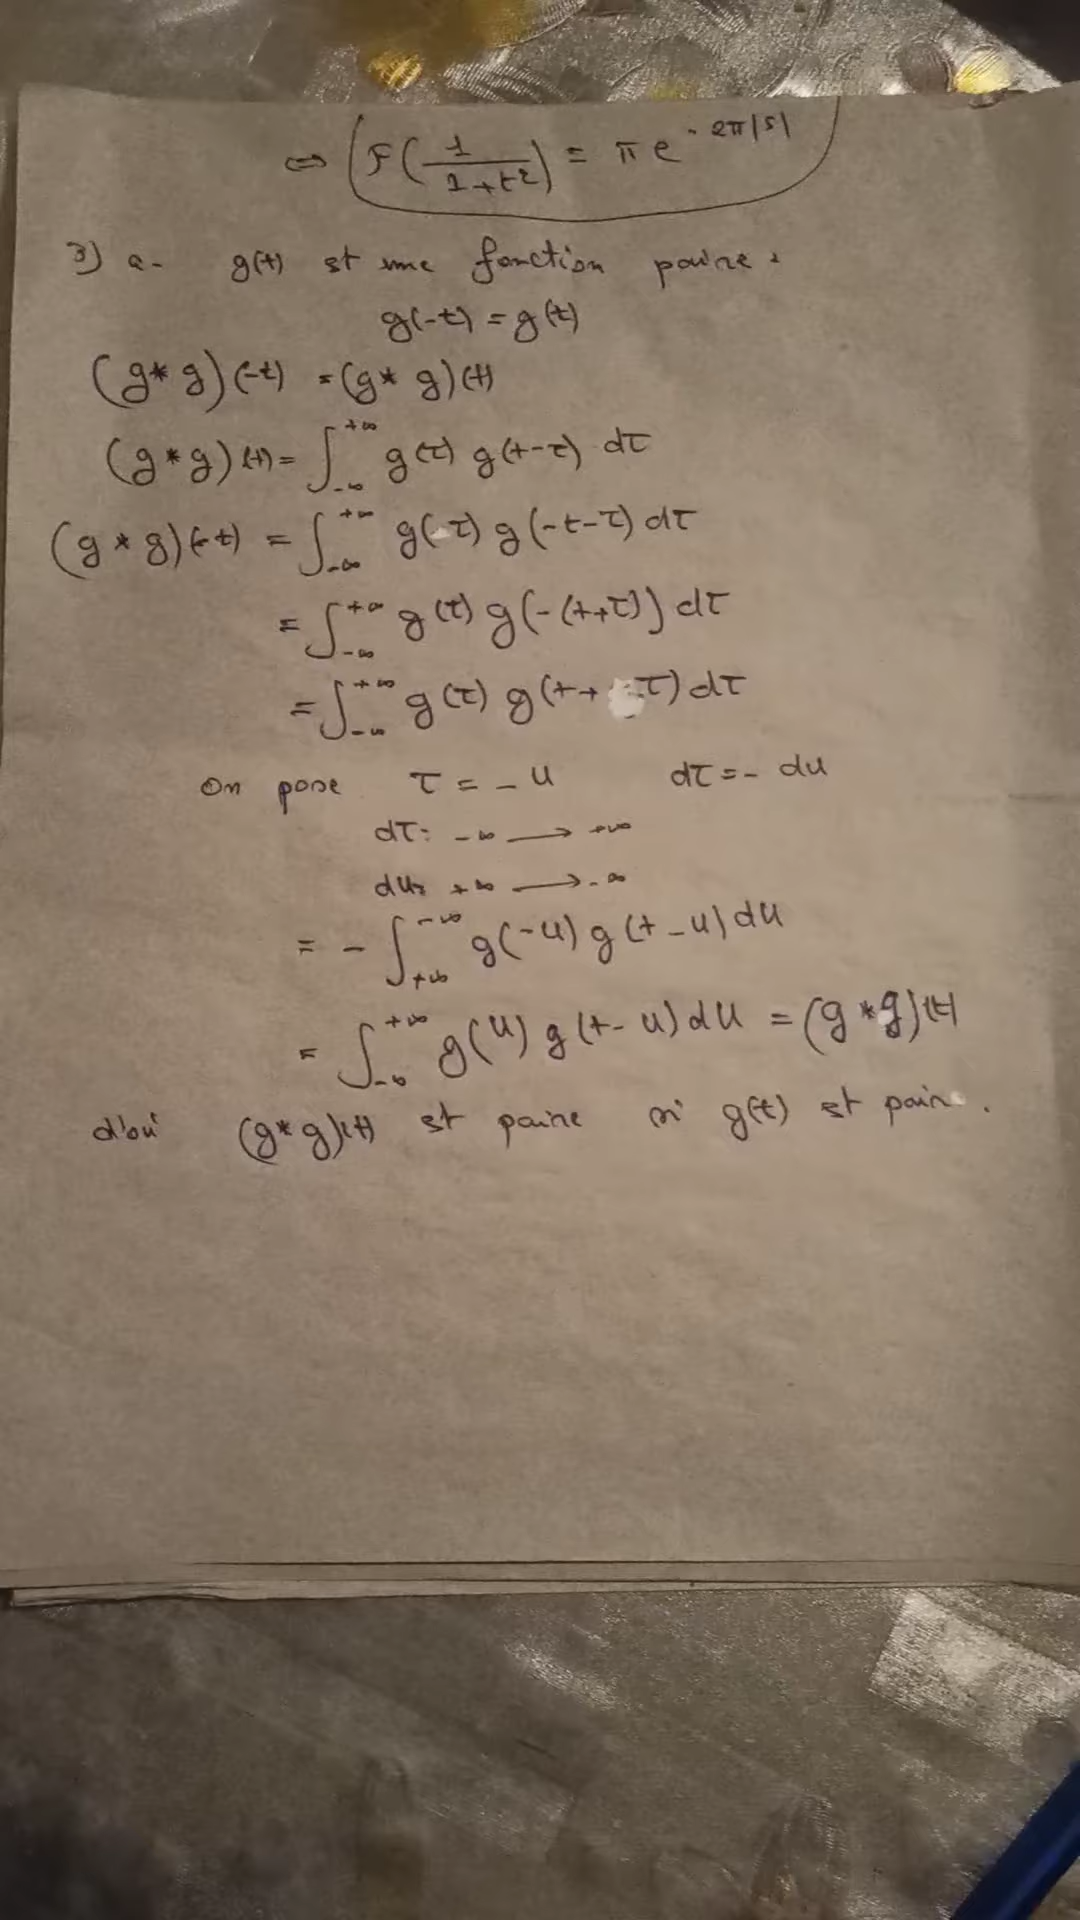 ⇔ F(1/(1+t²)) = π e^{-2π|s|}
3) a- g(t) est une fonction paire :
g(-t) = g(t)
(g * g)(-t) = (g * g)(t)
(g * g)(t) = ∫_{-∞}^{+∞} g(τ) g(t-τ) dτ
(g * g)(-t) = ∫_{-∞}^{+∞} g(-τ) g(-t-τ) dτ
= ∫_{-∞}^{+∞} g(τ) g(-(t+τ)) dτ
= ∫_{-∞}^{+∞} g(τ) g(t+τ) dτ
On pose τ = -u dτ = - du
dτ: -∞ → +∞
du: +∞ → -∞
= - ∫_{+∞}^{-∞} g(-u) g(t-u) du
= ∫_{-∞}^{+∞} g(u) g(t-u) du = (g * g)(t)
d'où (g * g)(t) est paire si g(t) est paire.